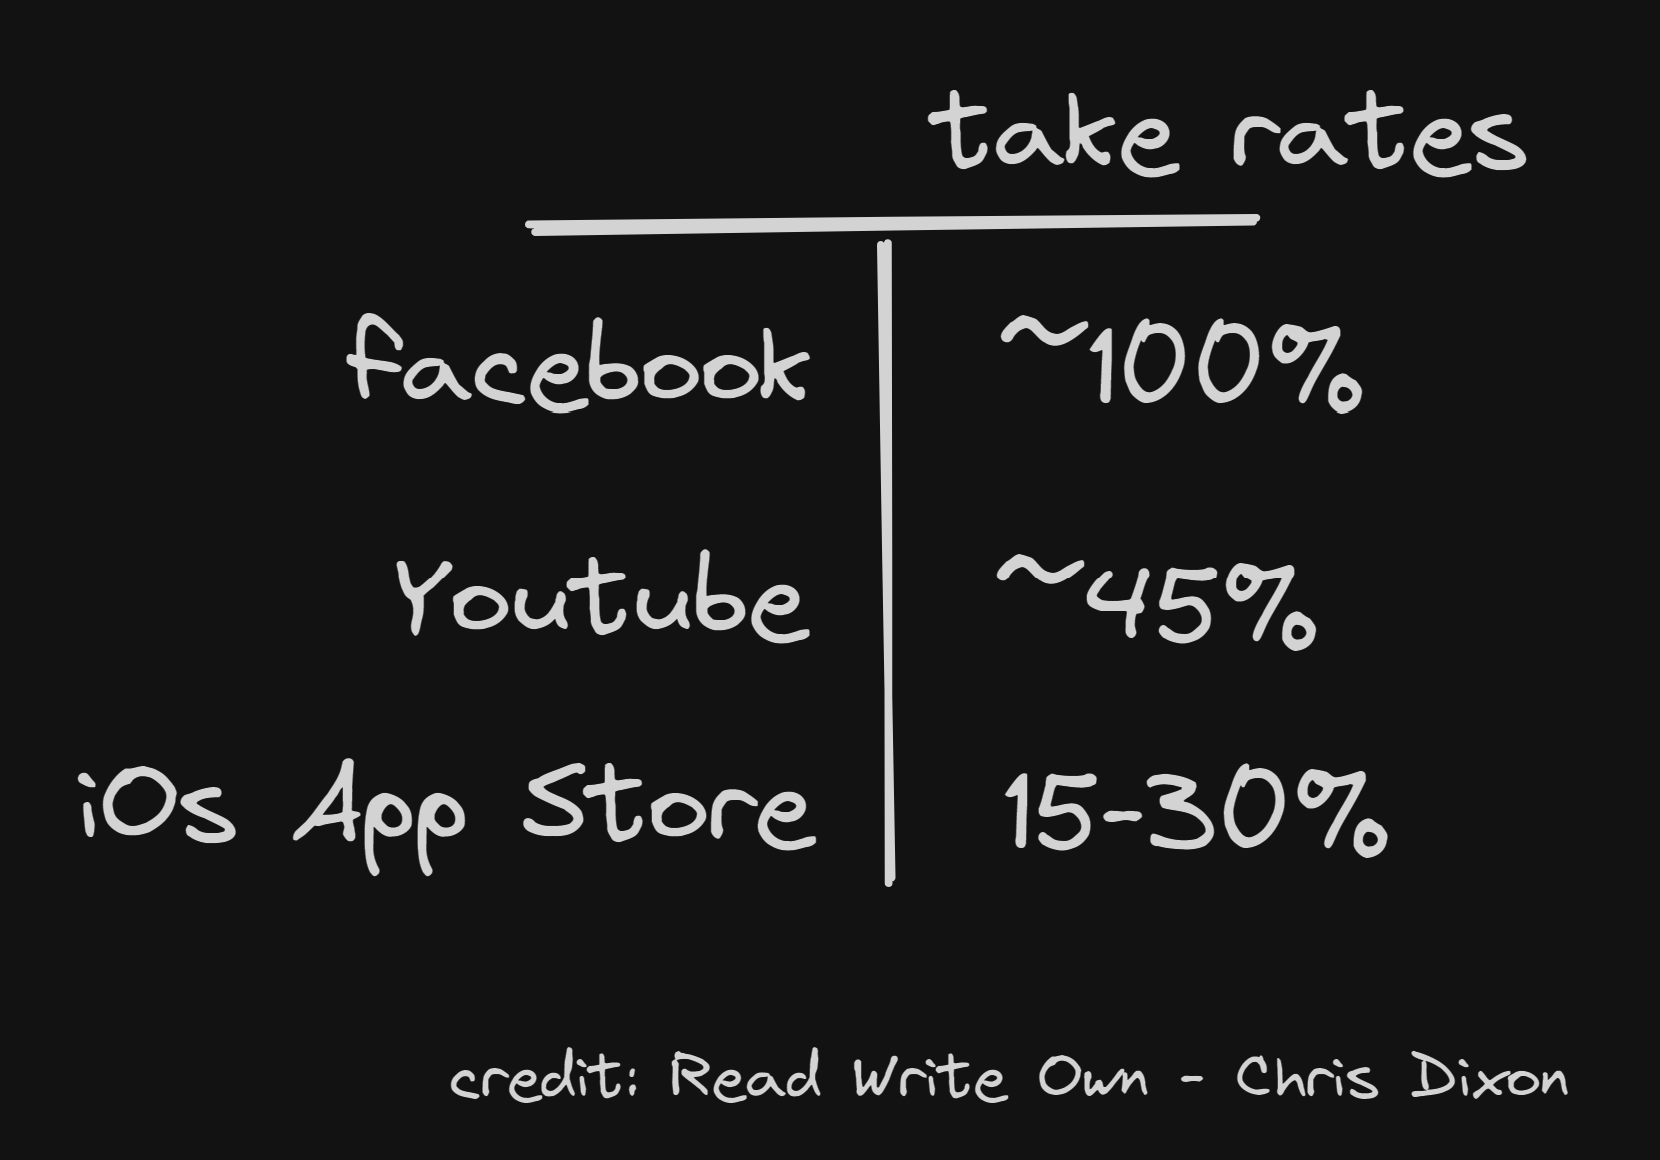 take rates
facebook ~100%
Youtube ~45%
iOs App Store 15-30%
credit: Read Write Own - Chris Dixon